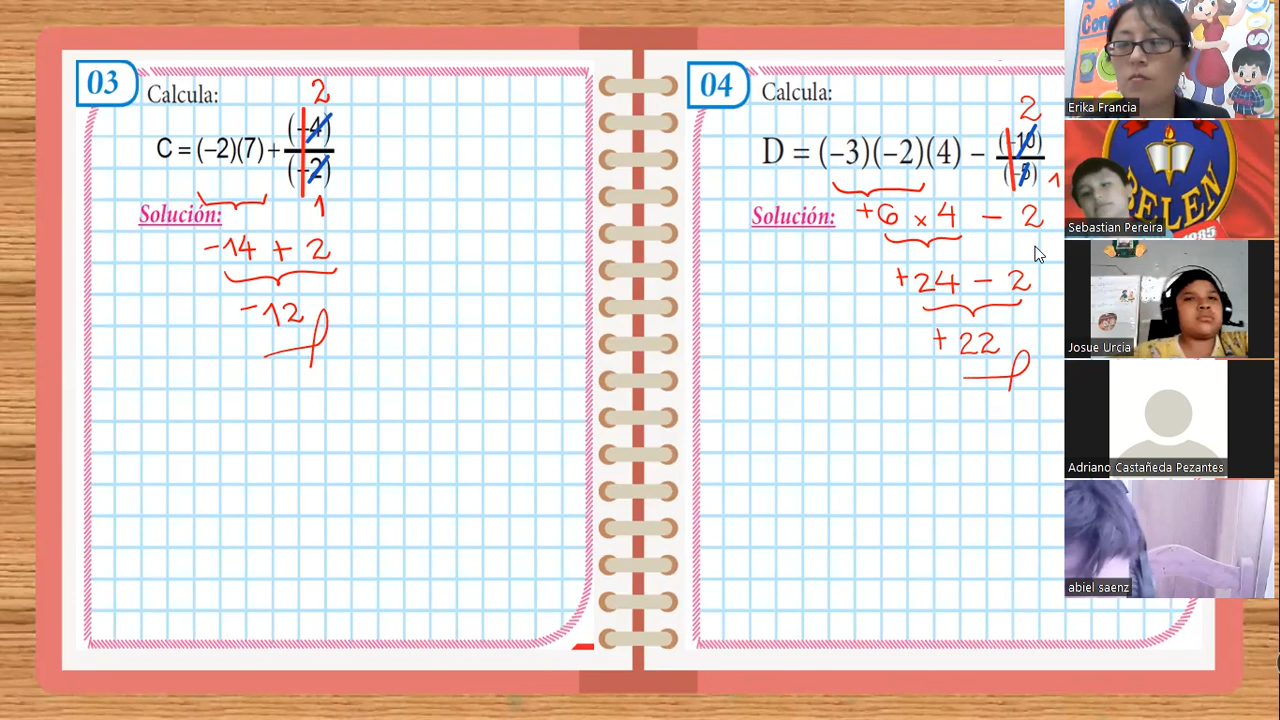 03
Calcula:
2
C = (–2)(7) + (–4)
(–2)
1
Solución:
-14 + 2
-12
04
Calcula:
2
D = (–3)(–2)(4) – (–10)
(–5)
1
Solución:
+6 × 4 - 2
+24 - 2
+22
Erika Francia
BELEN
1985
Sebastian Pereira
Josue Urcia
Adriano Castañeda Pezantes
abiel saenz